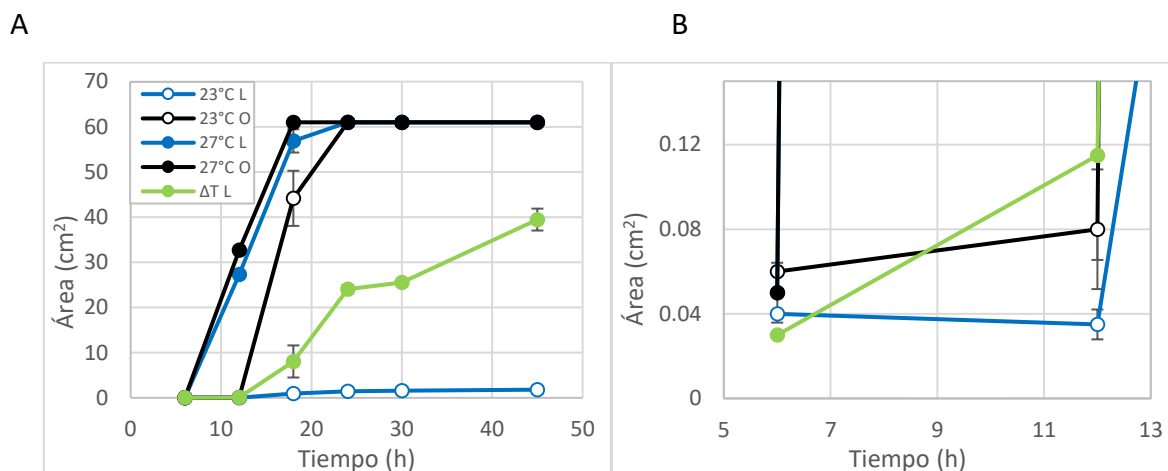 A
B
70
60
50
40
30
20
10
0
Área (cm²)
23°C L
23°C O
27°C L
27°C O
ΔT L
0 10 20 30 40 50
Tiempo (h)
0.12
0.08
0.04
0
Área (cm²)
5 7 9 11 13
Tiempo (h)